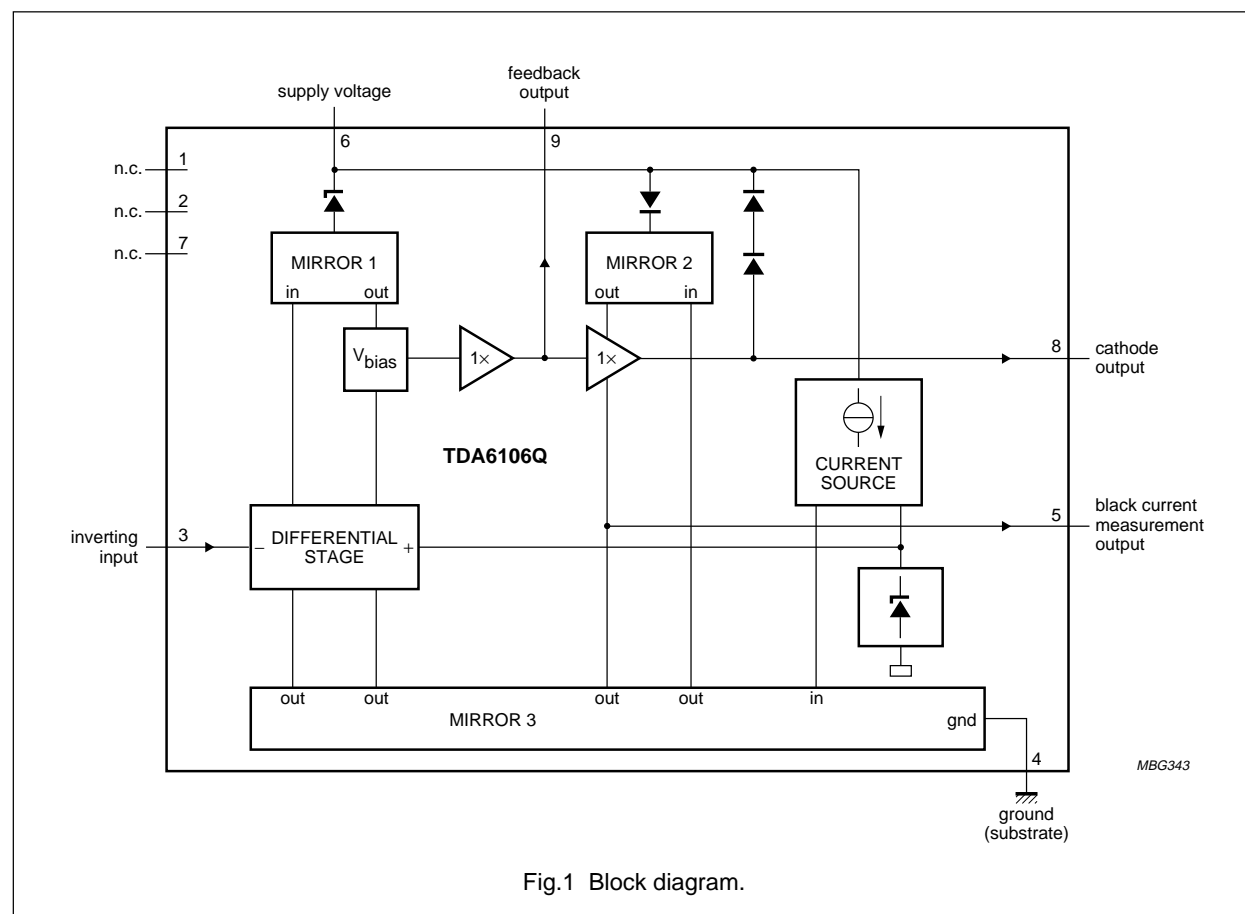 feedback
output
supply voltage
6
9
n.c.
1
n.c.
2
n.c.
7
MIRROR 1
in
out
MIRROR 2
out
in
Vbias
1×
1×
8
cathode
output
TDA6106Q
CURRENT
SOURCE
5
black current
measurement
output
inverting
input
3
−
DIFFERENTIAL
STAGE
+
out
out
out
out
in
MIRROR 3
gnd
4
MBG343
ground
(substrate)
Fig.1 Block diagram.